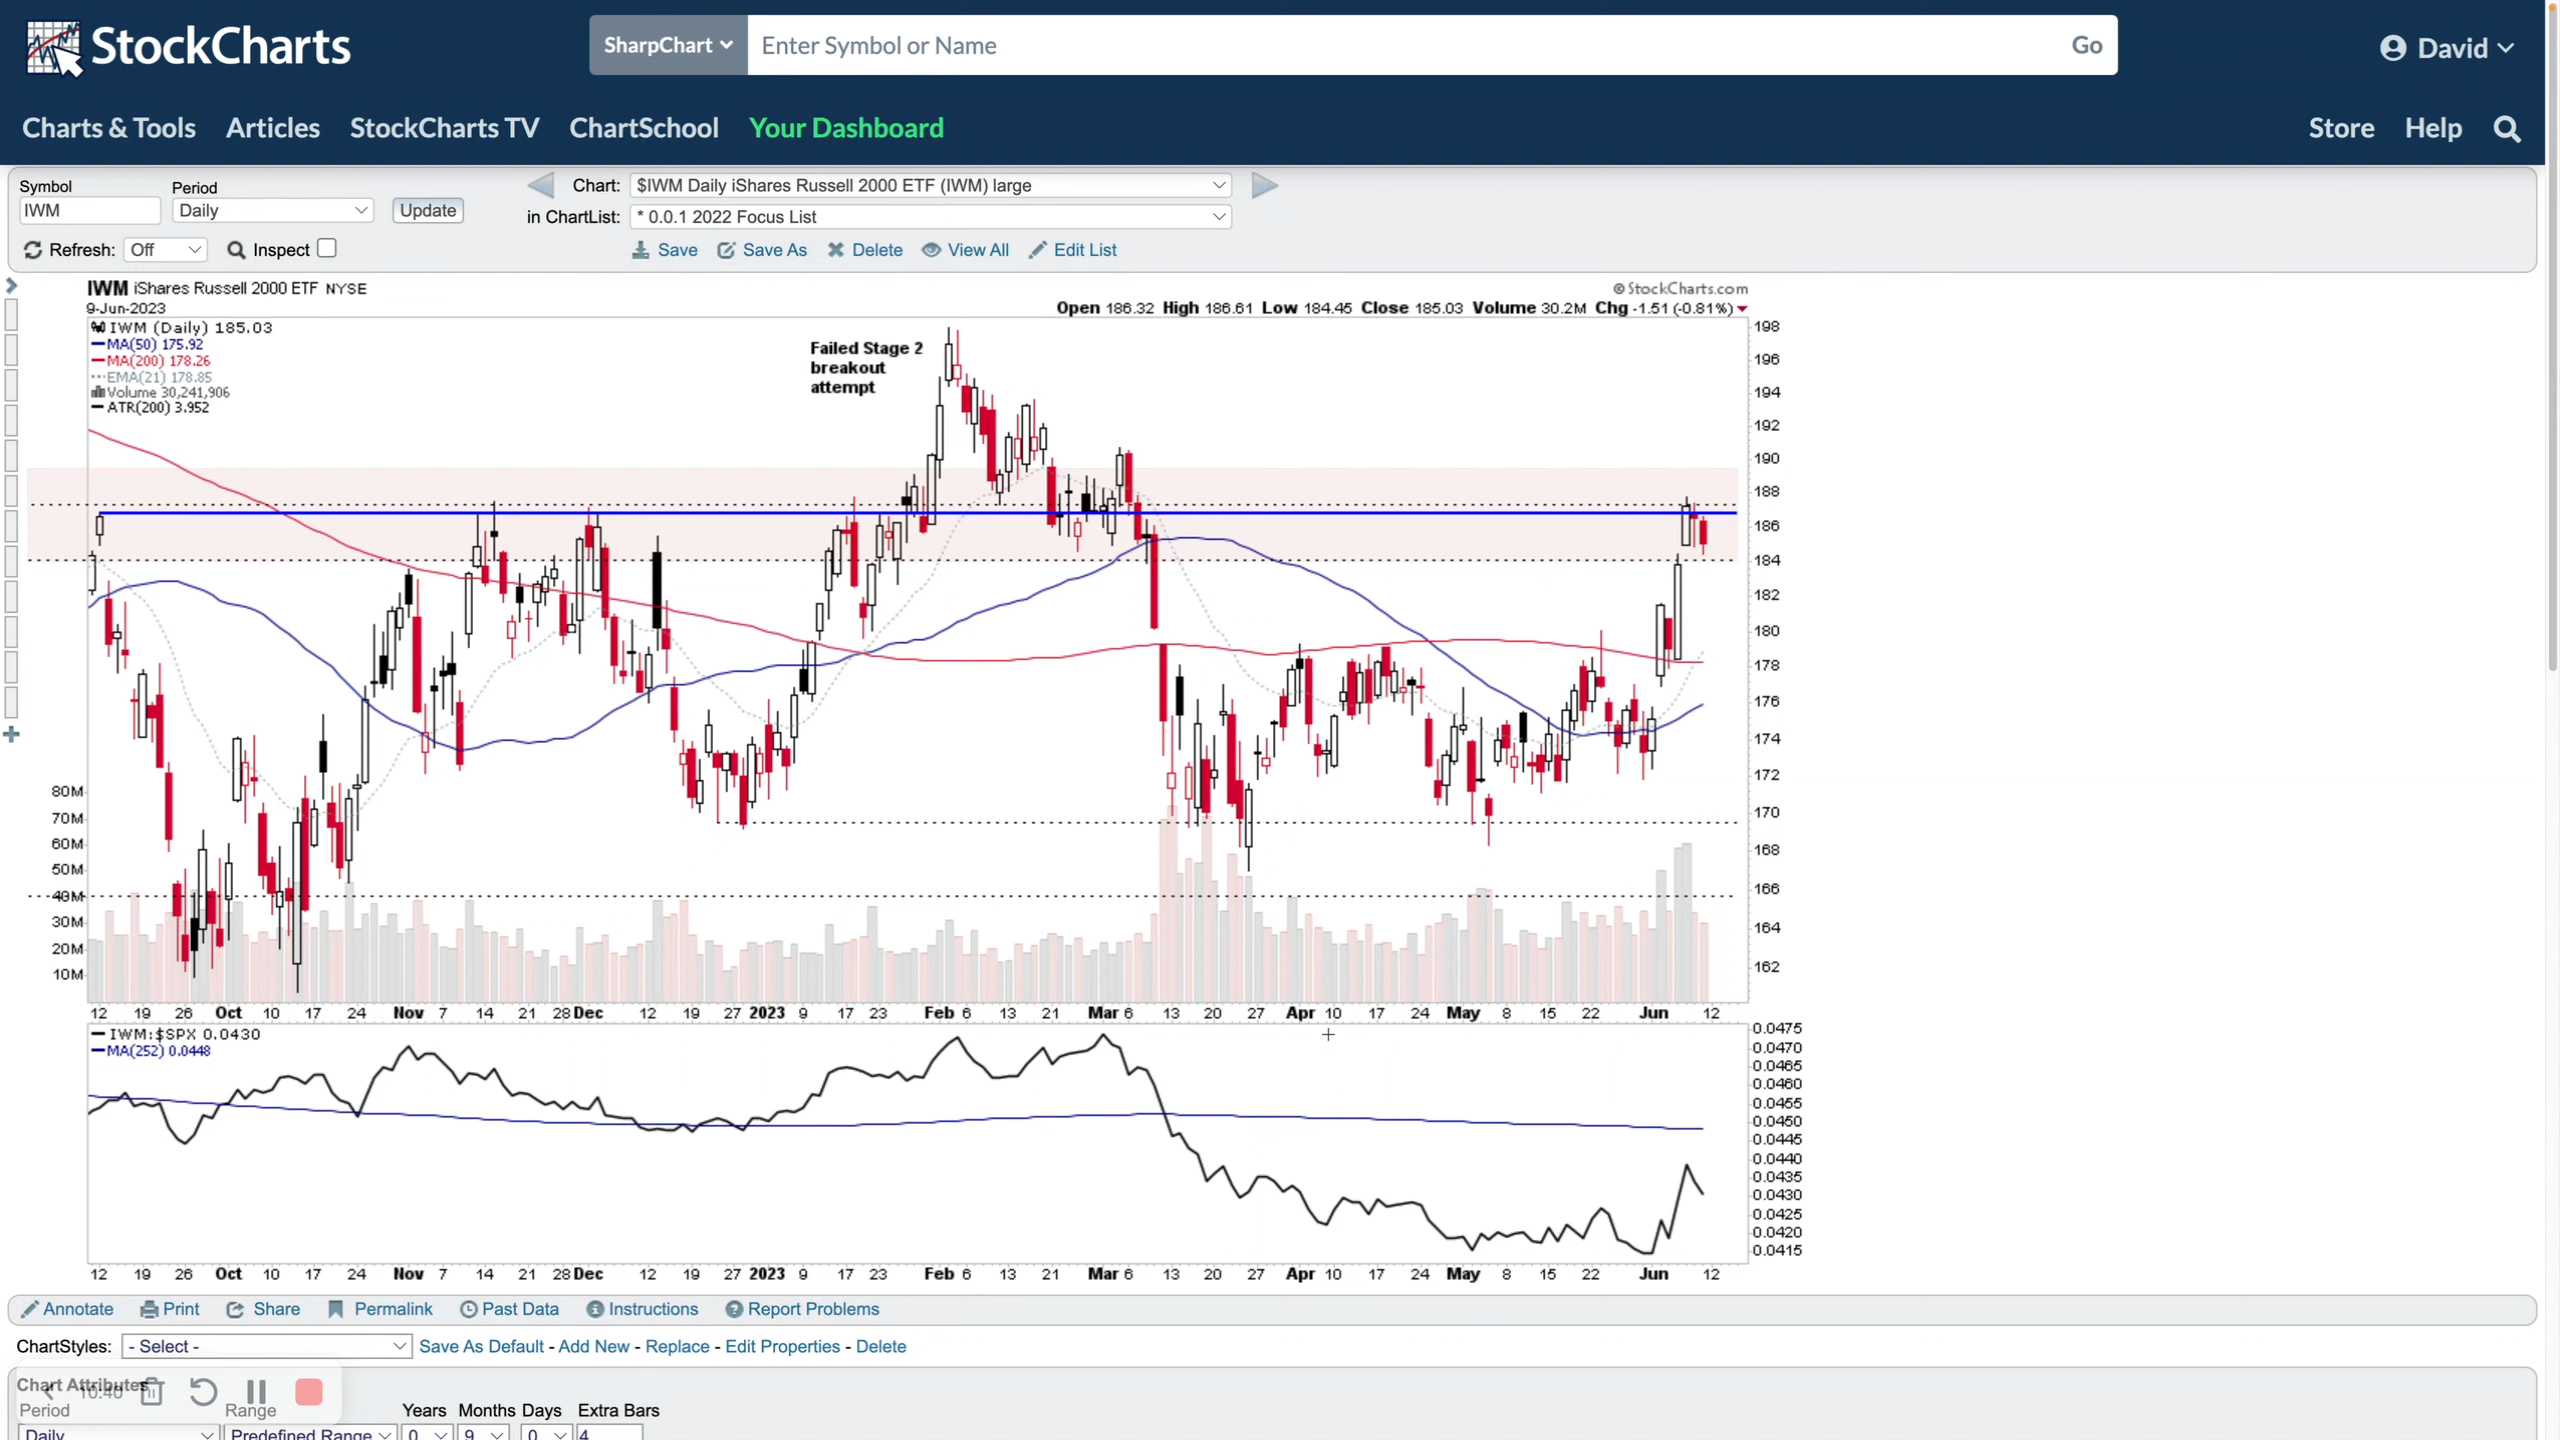 StockCharts
SharpChart Enter Symbol or Name Go David
Charts & Tools Articles StockCharts TV ChartSchool Your Dashboard Store Help
Symbol Period Chart: $IWM Daily iShares Russell 2000 ETF (IWM) large
IWM Daily Update in ChartList: * 0.0.1 2022 Focus List
Refresh: Off Inspect Save Save As Delete View All Edit List
IWM iShares Russell 2000 ETF NYSE © StockCharts.com
9-Jun-2023 Open 186.32 High 186.61 Low 184.45 Close 185.03 Volume 30.2M Chg -1.51 (-0.81%)
IWM (Daily) 185.03
MA(50) 175.92
MA(200) 178.26
EMA(21) 178.85
Volume 30,241,906
ATR(200) 3.952
Failed Stage 2
breakout
attempt
198
196
194
192
190
188
186
184
182
180
178
176
174
172
170
168
166
164
162
80M
70M
60M
50M
40M
30M
20M
10M
12 19 26 Oct 10 17 24 Nov 7 14 21 28 Dec 12 19 27 2023 9 17 23 Feb 6 13 21 Mar 6 13 20 27 Apr 10 17 24 May 8 15 22 Jun 12
IWM:$SPX 0.0430
MA(252) 0.0448
0.0475
0.0470
0.0465
0.0460
0.0455
0.0450
0.0445
0.0440
0.0435
0.0430
0.0425
0.0420
0.0415
12 19 26 Oct 10 17 24 Nov 7 14 21 28 Dec 12 19 27 2023 9 17 23 Feb 6 13 21 Mar 6 13 20 27 Apr 10 17 24 May 8 15 22 Jun 12
Annotate Print Share Permalink Past Data Instructions Report Problems
ChartStyles: - Select - Save As Default - Add New - Replace - Edit Properties - Delete
Chart Attributes
10:40
Period Range Years Months Days Extra Bars
Daily Predefined Range 0 9 0 4